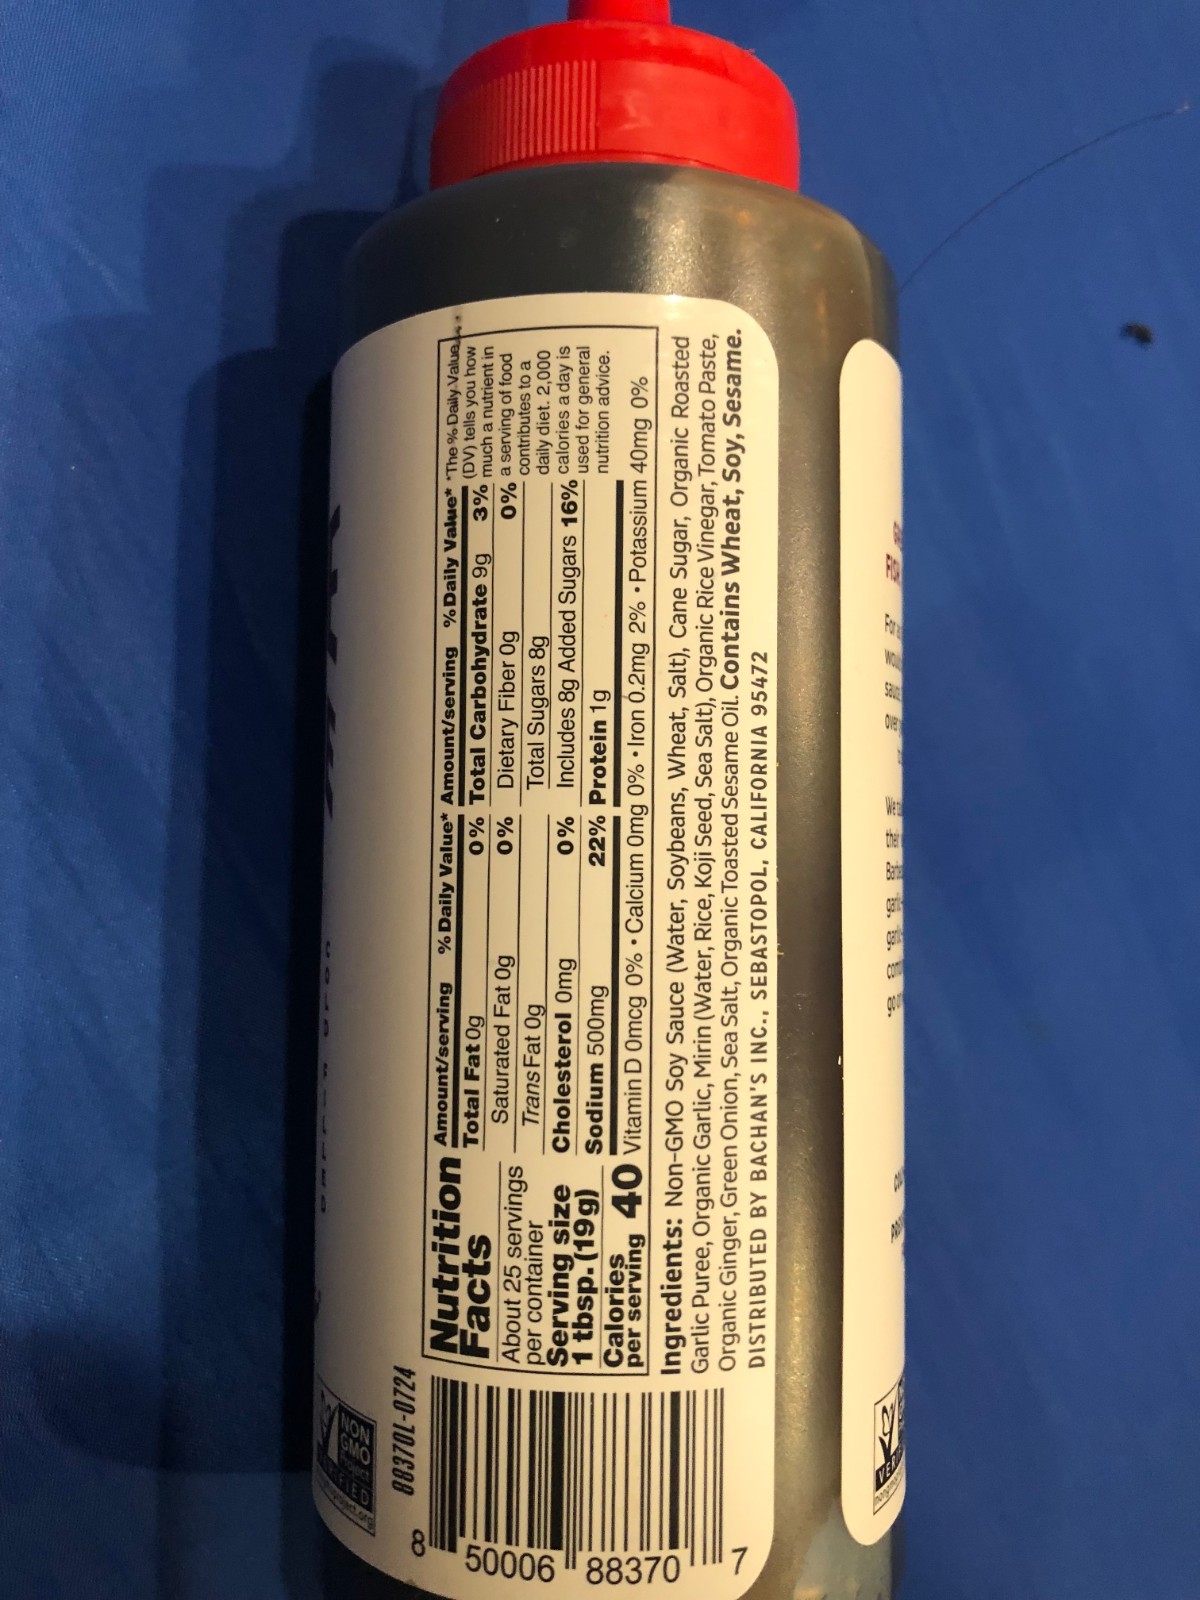 Nutrition
Facts
About 25 servings
per container
Serving size
1 tbsp. (19g)
Calories
per serving 40
Amount/serving % Daily Value*
Total Fat 0g 0%
Saturated Fat 0g 0%
Trans Fat 0g
Cholesterol 0mg 0%
Sodium 500mg 22%
Amount/serving % Daily Value*
Total Carbohydrate 9g 3%
Dietary Fiber 0g 0%
Total Sugars 8g
Includes 8g Added Sugars 16%
Protein 1g
*The % Daily Value
(DV) tells you how
much a nutrient in
a serving of food
contributes to a
daily diet. 2,000
calories a day is
used for general
nutrition advice.
Vitamin D 0mcg 0% • Calcium 0mg 0% • Iron 0.2mg 2% • Potassium 40mg 0%
Ingredients: Non-GMO Soy Sauce (Water, Soybeans, Wheat, Salt), Cane Sugar, Organic Roasted
Garlic Puree, Organic Garlic, Mirin (Water, Rice, Koji Seed, Sea Salt), Organic Rice Vinegar, Tomato Paste,
Organic Ginger, Green Onion, Sea Salt, Organic Toasted Sesame Oil. Contains Wheat, Soy, Sesame.
DISTRIBUTED BY BACHAN'S INC., SEBASTOPOL, CALIFORNIA 95472
88370L-0724
8 50006 88370 7
NON
GMO